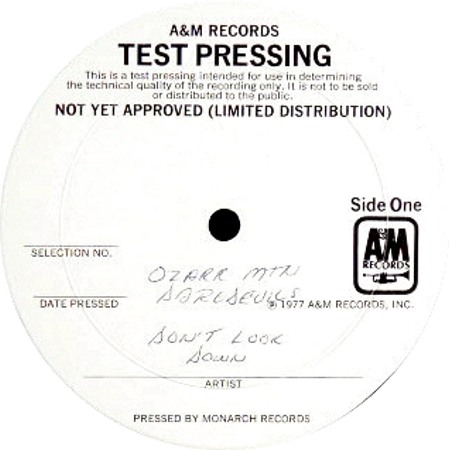 A&M RECORDS
TEST PRESSING
This is a test pressing intended for use in determining
the technical quality of the recording only. It is not to be sold
or distributed to the public.
NOT YET APPROVED (LIMITED DISTRIBUTION)
Side One
A&M
RECORDS
SELECTION NO.
OZARK MTN
DAREDEVILS
DATE PRESSED
℗ 1977 A&M RECORDS, INC.
DON'T LOOK
DOWN
ARTIST
PRESSED BY MONARCH RECORDS